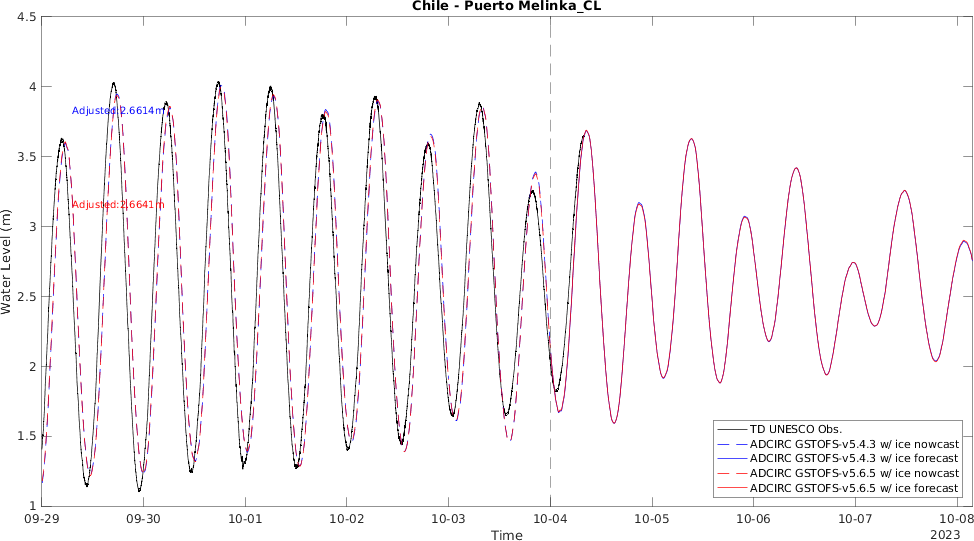 Chile - Puerto Melinka_CL
4.5
4
3.5
3
2.5
2
1.5
1
Water Level (m)
Adjusted:2.6614m
Adjusted:2.6641m
TD UNESCO Obs.
ADCIRC GSTOFS-v5.4.3 w/ ice nowcast
ADCIRC GSTOFS-v5.4.3 w/ ice forecast
ADCIRC GSTOFS-v5.6.5 w/ ice nowcast
ADCIRC GSTOFS-v5.6.5 w/ ice forecast
09-29 09-30 10-01 10-02 10-03 10-04 10-05 10-06 10-07 10-08
Time
2023